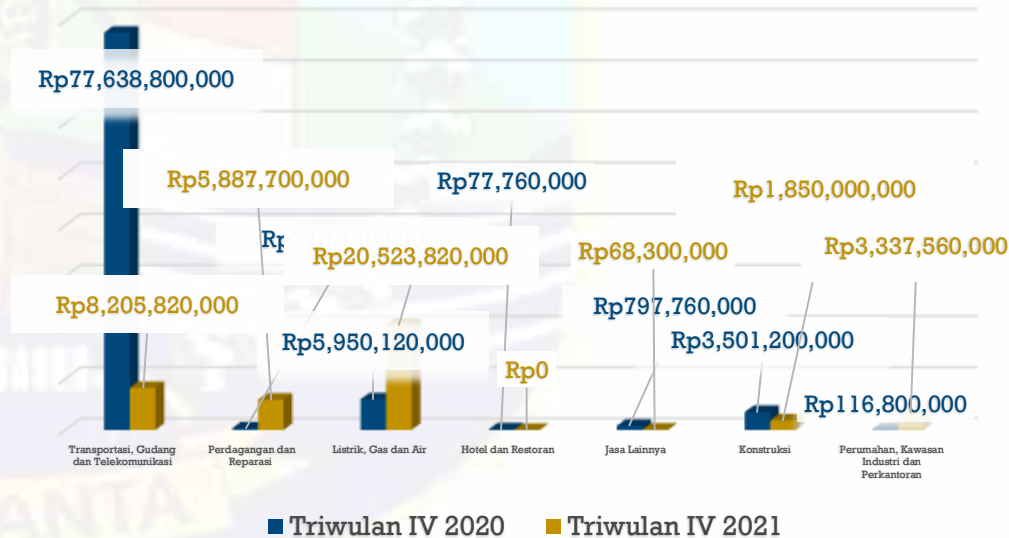 Rp77,638,800,000
Rp5,887,700,000
Rp77,760,000
Rp1,850,000,000
Rp20,523,820,000
Rp68,300,000
Rp3,337,560,000
Rp8,205,820,000
Rp797,760,000
Rp5,950,120,000
Rp3,501,200,000
Rp0
Rp116,800,000
Transportasi, Gudang
dan Telekomunikasi
Perdagangan dan
Reparasi
Listrik, Gas dan Air
Hotel dan Restoran
Jasa Lainnya
Konstruksi
Perumahan, Kawasan
Industri dan
Perkantoran
Triwulan IV 2020
Triwulan IV 2021